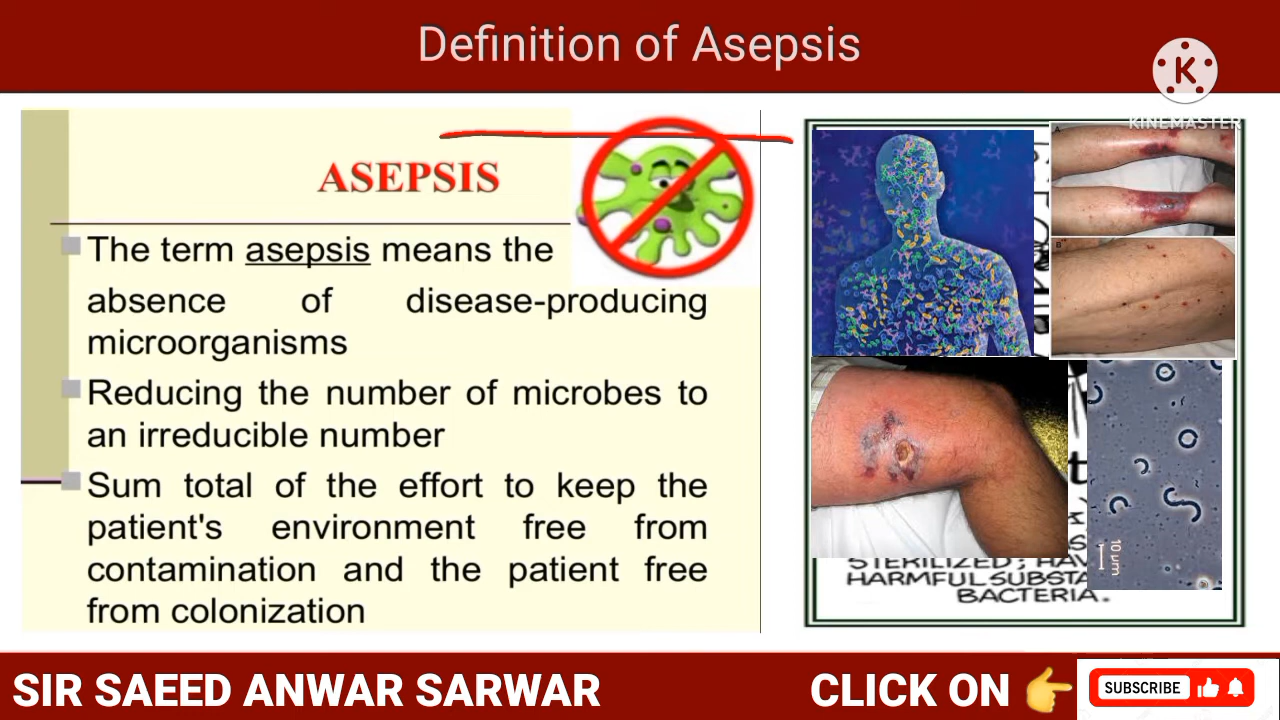 Definition of Asepsis
K
KINEMASTER
ASEPSIS
The term asepsis means the
absence of disease-producing
microorganisms
Reducing the number of microbes to
an irreducible number
Sum total of the effort to keep the
patient's environment free from
contamination and the patient free
from colonization
A
B
10 µm
STERILIZED; HAV
HARMFUL SUBSTA
BACTERIA.
SIR SAEED ANWAR SARWAR
CLICK ON
SUBSCRIBE